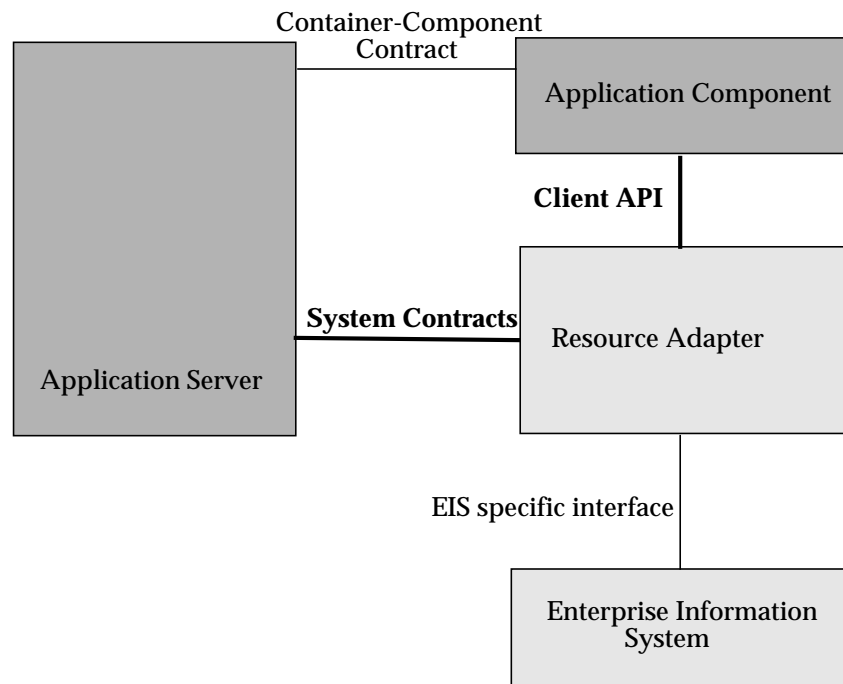 Container-Component
Contract
Application Component
Client API
System Contracts
Resource Adapter
Application Server
EIS specific interface
Enterprise Information
System